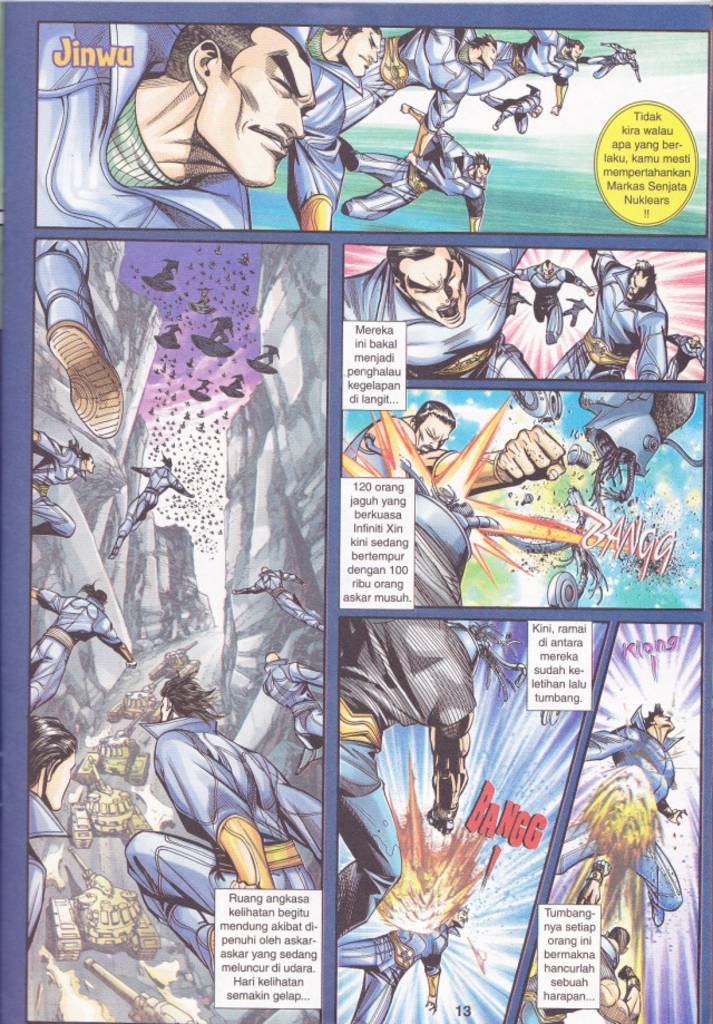 Jinwu
Tidak
kira walau
apa yang ber-
laku, kamu mesti
mempertahankan
Markas Senjata
Nuklears
!!
Mereka
ini bakal
menjadi
penghalau
kegelapan
di langit...
120 orang
jaguh yang
berkuasa
Infiniti Xin
kini sedang
bertempur
dengan 100
ribu orang
askar musuh.
BANGG
Ruang angkasa
kelihatan begitu
mendung akibat di-
penuhi oleh askar-
askar yang sedang
meluncur di udara.
Hari kelihatan
semakin gelap...
Kini, ramai
di antara
mereka
sudah ke-
letihan lalu
tumbang.
BANGG
!
Klong
!
Tumbang-
nya setiap
orang ini
bermakna
hancurlah
sebuah
harapan...
13